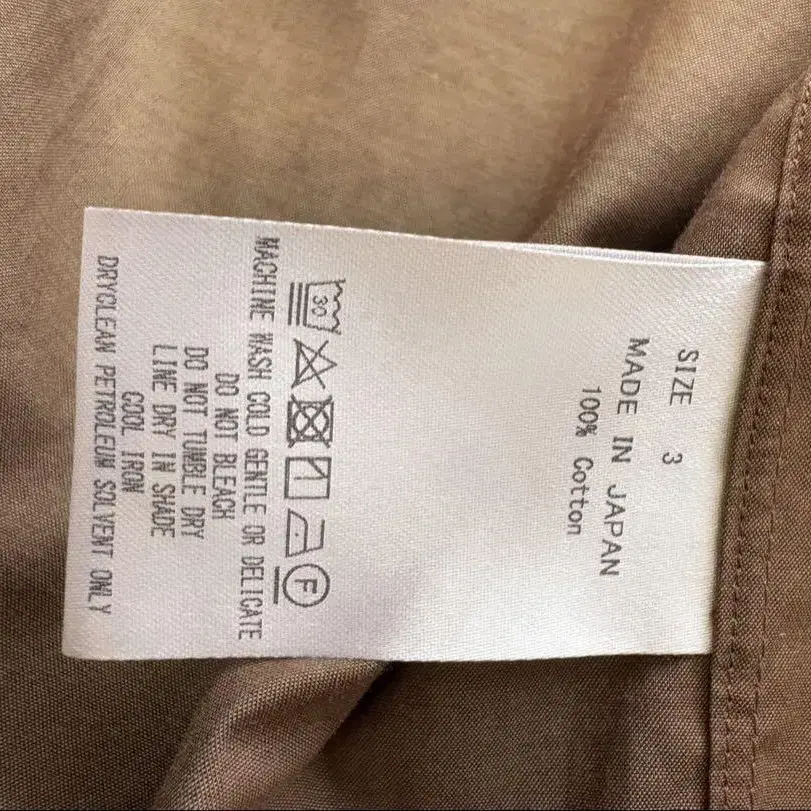 SIZE 3
MADE IN JAPAN
100% Cotton
30
F
MACHINE WASH COLD GENTLE OR DELICATE
DO NOT BLEACH
DO NOT TUMBLE DRY
LINE DRY IN SHADE
COOL IRON
DRYCLEAN PETROLEUM SOLVENT ONLY